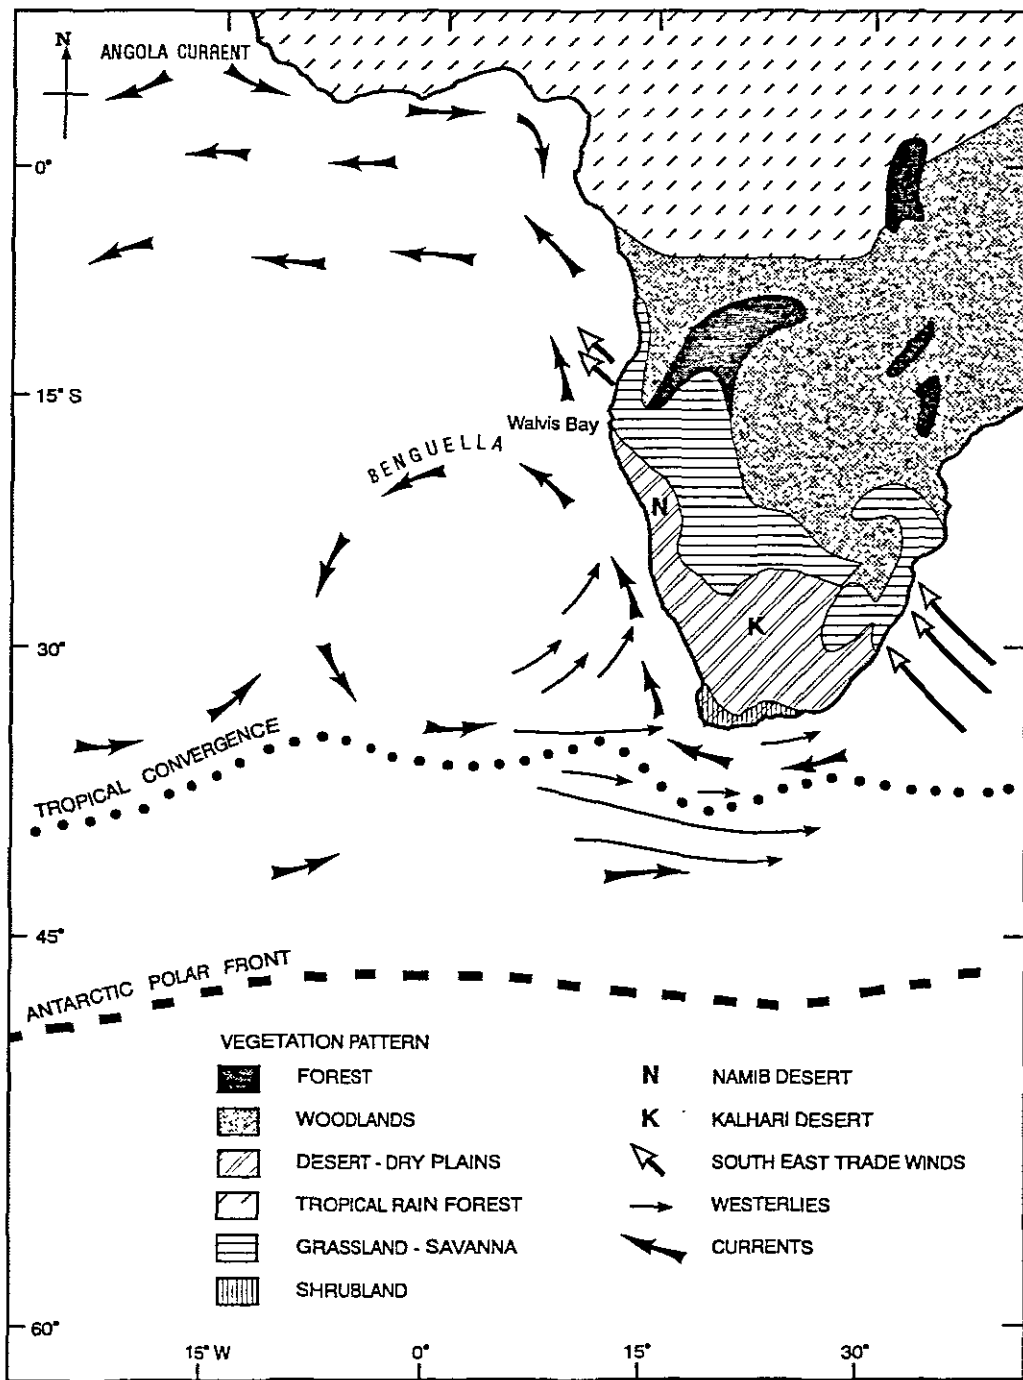 N
ANGOLA CURRENT
0°
15° S
Walvis Bay
BENGUELLA
N
K
30°
TROPICAL CONVERGENCE
45°
ANTARCTIC POLAR FRONT
VEGETATION PATTERN
FOREST
WOODLANDS
DESERT - DRY PLAINS
TROPICAL RAIN FOREST
GRASSLAND - SAVANNA
SHRUBLAND
N NAMIB DESERT
K KALHARI DESERT
SOUTH EAST TRADE WINDS
WESTERLIES
CURRENTS
60°
15° W 0° 15° 30°